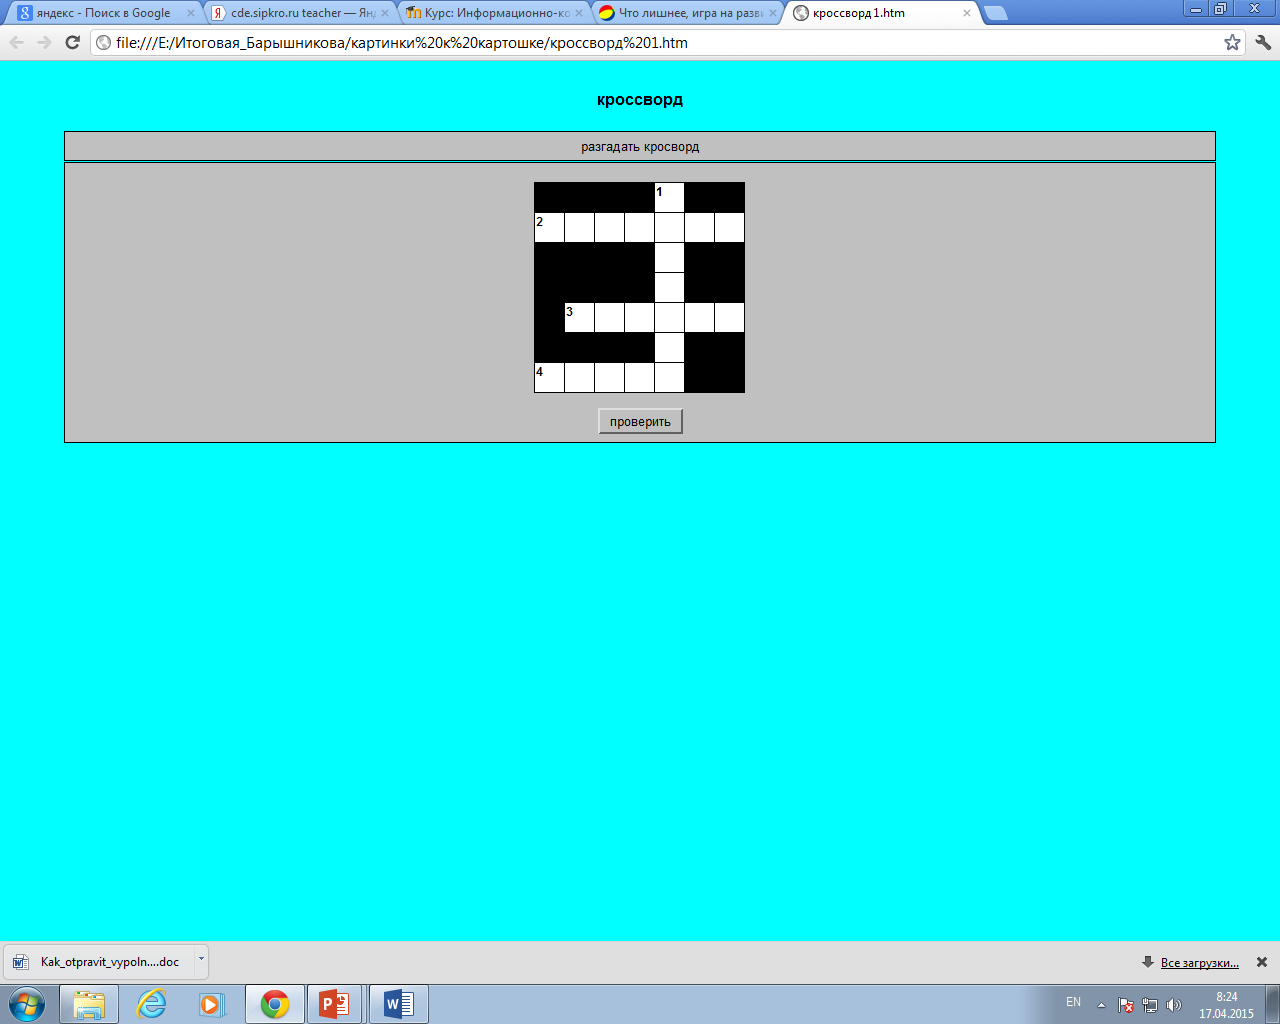 яндекс - Поиск в Google
cde.sipkro.ru teacher — Янд
Курс: Информационно-ко
Что лишнее, игра на разви
кроссворд 1.htm
file:///E:/Итоговая_Барышникова/картинки%20к%20картошке/кроссворд%201.htm
кроссворд
разгадать кросворд
1
2
3
4
проверить
Kak_otpravit_vypoln....doc
Все загрузки...
EN
8:24
17.04.2015